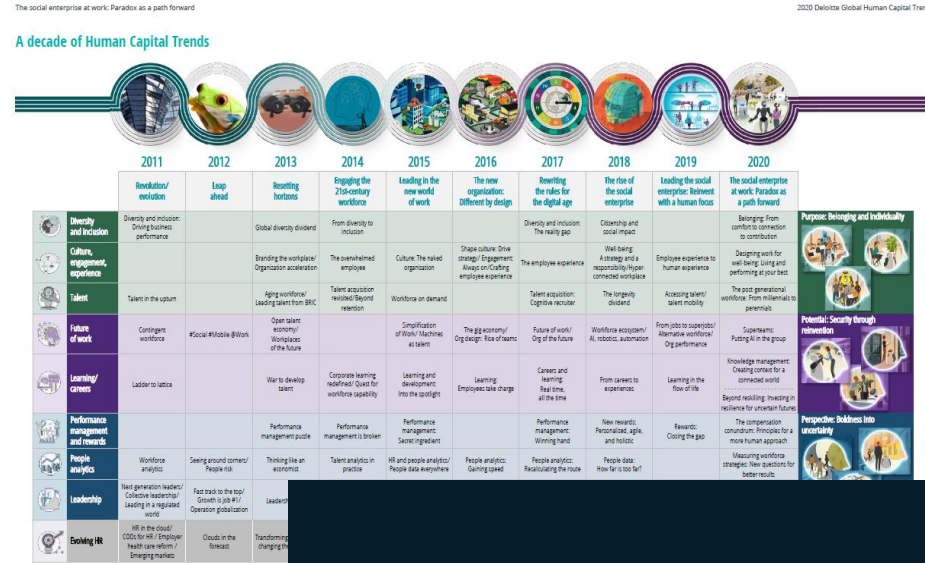 The social enterprise at work: Paradox as a path forward
2020 Deloitte Global Human Capital Tren
A decade of Human Capital Trends
2011
2012
2013
2014
2015
2016
2017
2018
2019
2020
Revolution/
evolution
Leap
ahead
Resetting
horizons
Engaging the
21st-century
workforce
Leading in the
new world
of work
The new
organization:
Different by design
Rewriting
the rules for
the digital age
The rise of
the social
enterprise
Leading the social
enterprise: Reinvent
with a human focus
The social enterprise
at work: Paradox as
a path forward
Diversity
and inclusion
Diversity and inclusion:
Driving business
performance
Global diversity dividend
From diversity to
inclusion
Diversity and inclusion:
The reality gap
Citizenship and
social impact
Belonging: From
comfort to connection
to contribution
Purpose: Belonging and individuality
Culture,
engagement,
experience
Branding the workplace/
Organization acceleration
The overwhelmed
employee
Culture: The naked
organization
Shape culture: Drive
strategy/ Engagement:
Always on/Crafting
employee experience
The employee experience
Well-being:
A strategy and a
responsibility/Hyper-
connected workplace
Employee experience to
human experience
Designing work for
well-being: Living and
performing at your best
Talent
Talent in the upturn
Aging workforce/
Leading talent from BRIC
Talent acquisition
revisited/Beyond
retention
Workforce on demand
Talent acquisition:
Cognitive recruiter
The longevity
dividend
Accessing talent/
talent mobility
The post-generational
workforce: From millennials to
perennials
Future
of work
Contingent
workforce
#Social #Mobile @Work
Open talent
economy/
Workplaces
of the future
Simplification
of Work/ Machines
as talent
The gig economy/
Org design: Rise of teams
Future of work/
Org of the future
Workforce ecosystem/
AI, robotics, automation
From jobs to superjobs/
Alternative workforce/
Org performance
Superteams:
Putting AI in the group
Potential: Security through
reinvention
Learning/
careers
Ladder to lattice
War to develop
talent
Corporate learning
redefined/ Quest for
workforce capability
Learning and
development:
Into the spotlight
Learning:
Employees take charge
Careers and
learning:
Real time,
all the time
From careers to
experiences
Learning in the
flow of life
Knowledge management:
Creating context for a
connected world
Beyond reskilling: Investing in
resilience for uncertain futures
Performance
management
and rewards
Performance
management puzzle
Performance
management is broken
Performance
management:
Secret ingredient
Performance
management:
Winning hand
New rewards:
Personalized, agile,
and holistic
Rewards:
Closing the gap
The compensation
conundrum: Principles for a
more human approach
Perspective: Boldness into
uncertainty
People
analytics
Workforce
analytics
Seeing around corners/
People risk
Thinking like an
economist
Talent analytics in
practice
HR and people analytics/
People data everywhere
People analytics:
Gaining speed
People analytics:
Recalculating the route
People data:
How far is too far?
Measuring workforce
strategies: New questions for
better results
Leadership
Next-generation leaders/
Collective leadership/
Leading in a regulated
world
Fast track to the top/
Growth is job #1/
Operation globalization
Leadersh
Evolving HR
HR in the cloud/
COOs for HR / Employer
health care reform /
Emerging markets
Clouds in the
forecast
Transforming
changing the